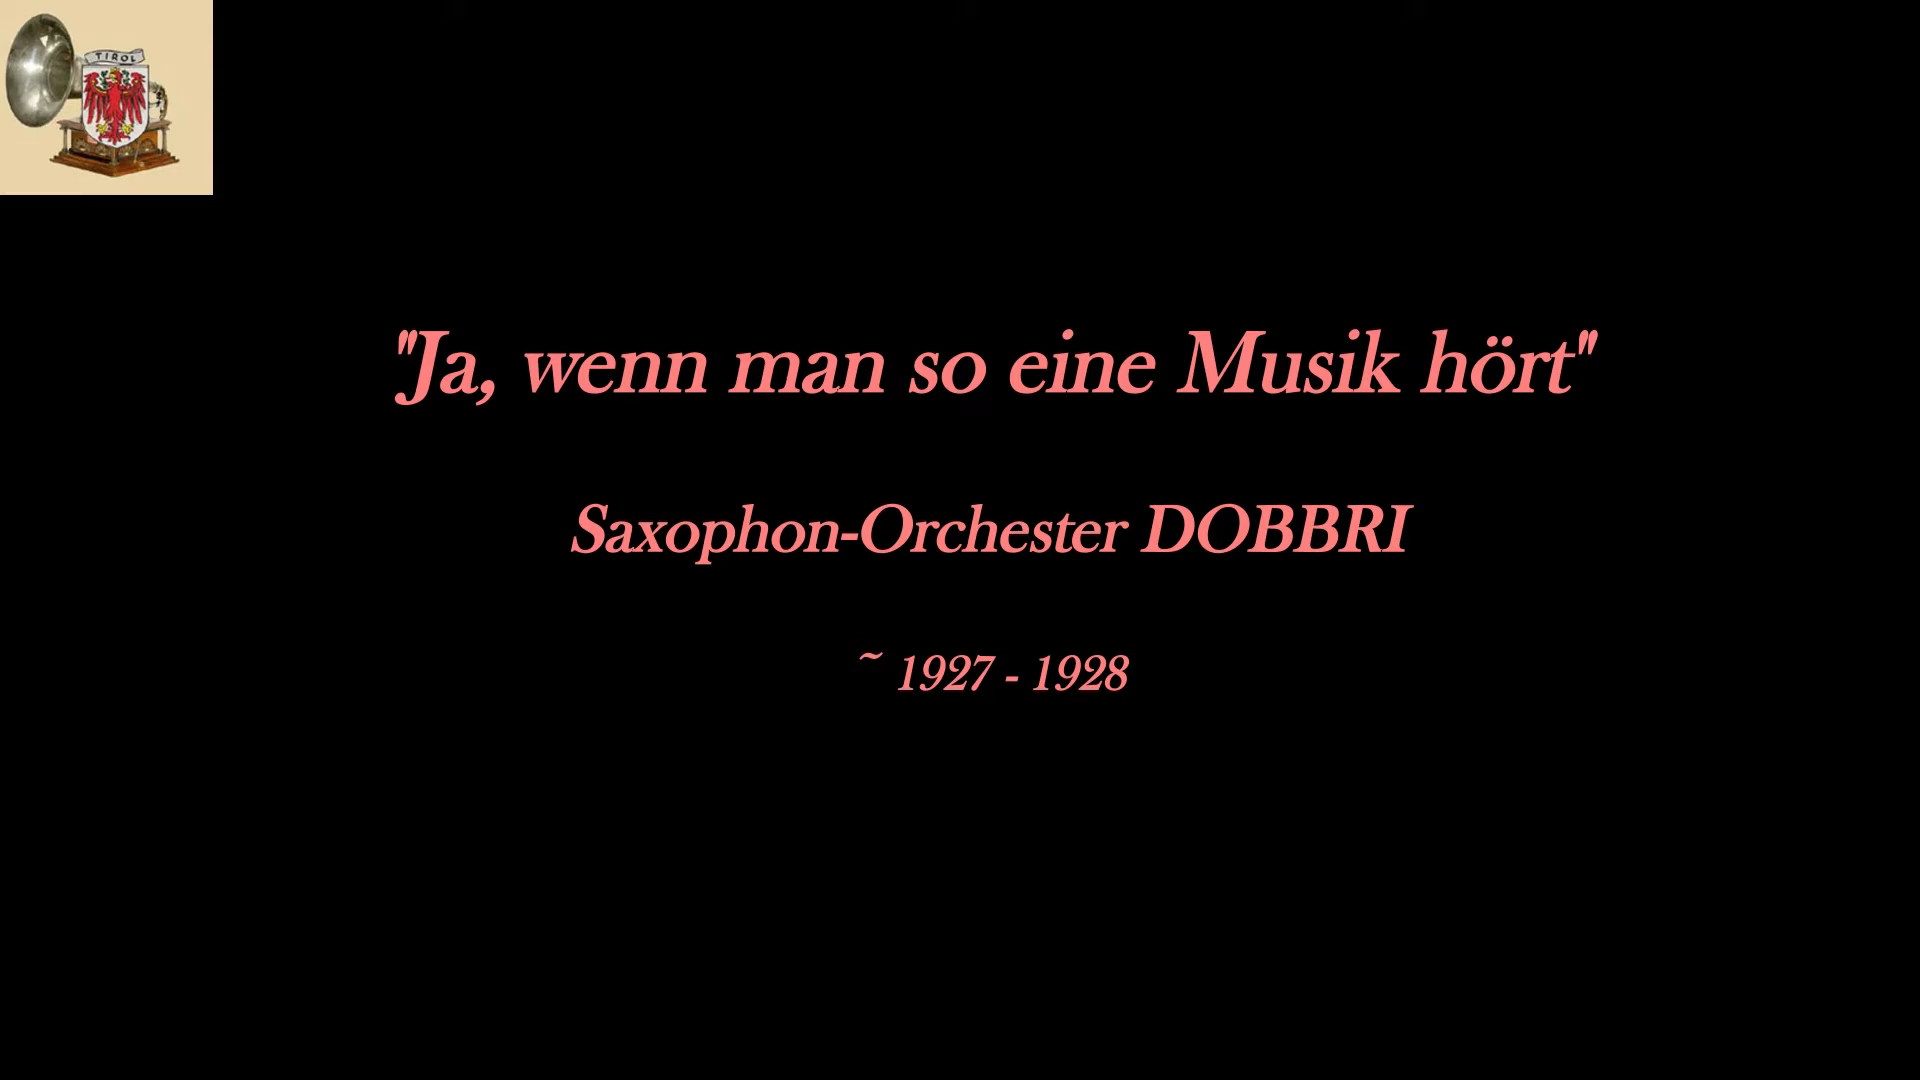 TIROL
"Ja, wenn man so eine Musik hört"
Saxophon-Orchester DOBBRI
~ 1927 - 1928